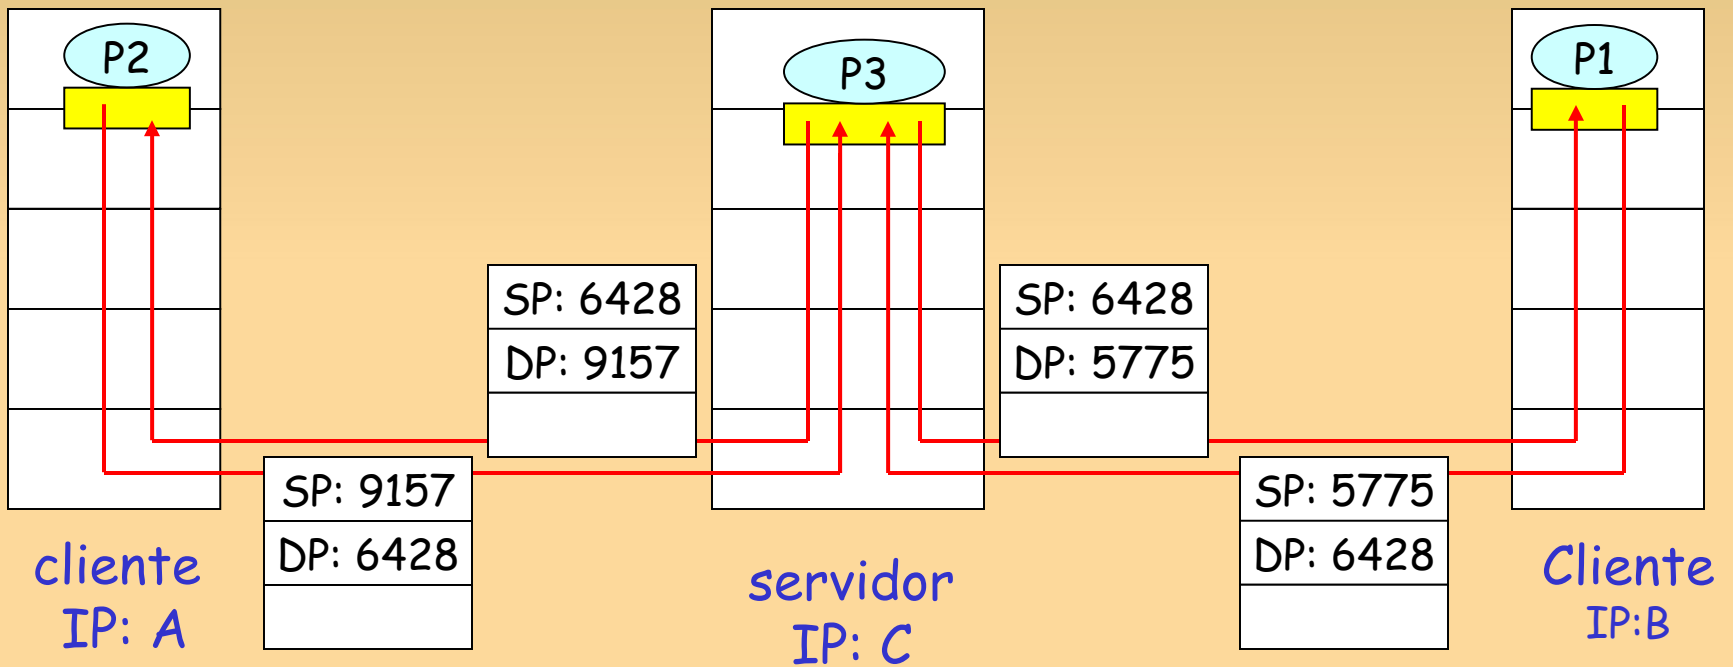 P2
P3
P1
SP: 6428
DP: 9157
SP: 6428
DP: 5775
SP: 9157
DP: 6428
SP: 5775
DP: 6428
cliente
IP: A
servidor
IP: C
Cliente
IP:B